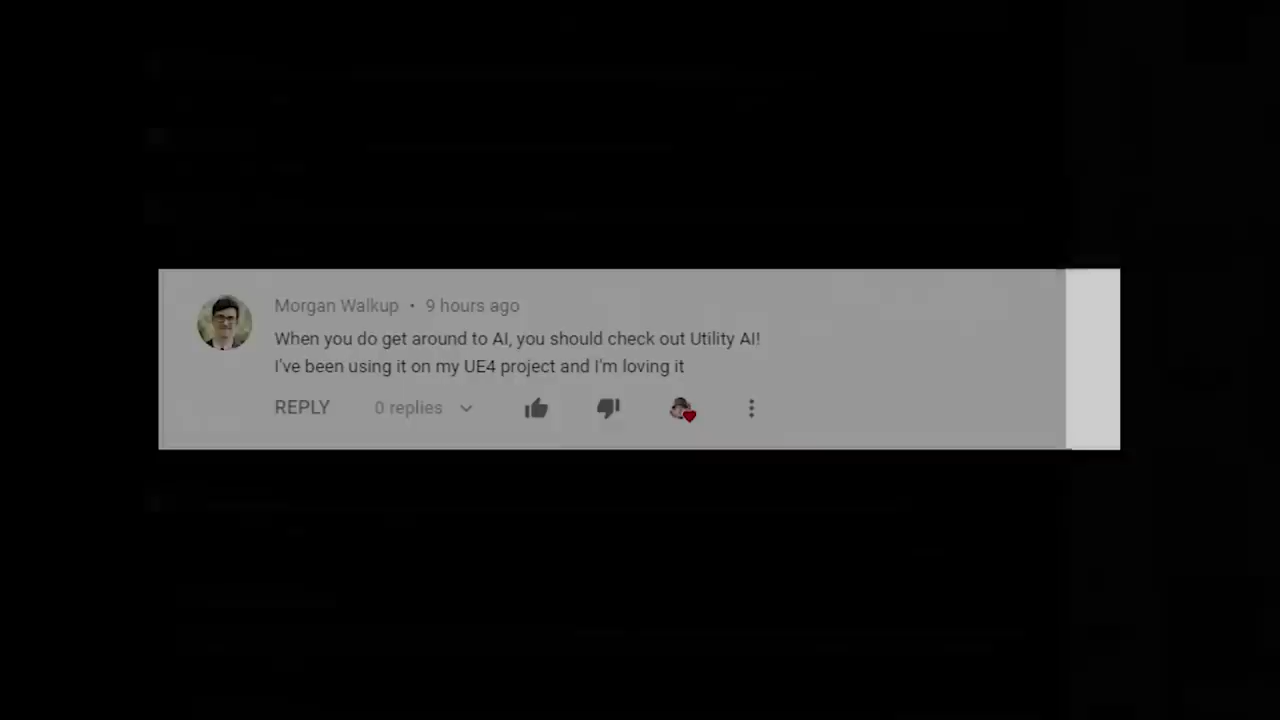 Morgan Walkup • 9 hours ago
When you do get around to AI, you should check out Utility AI!
I've been using it on my UE4 project and I'm loving it
REPLY 0 replies